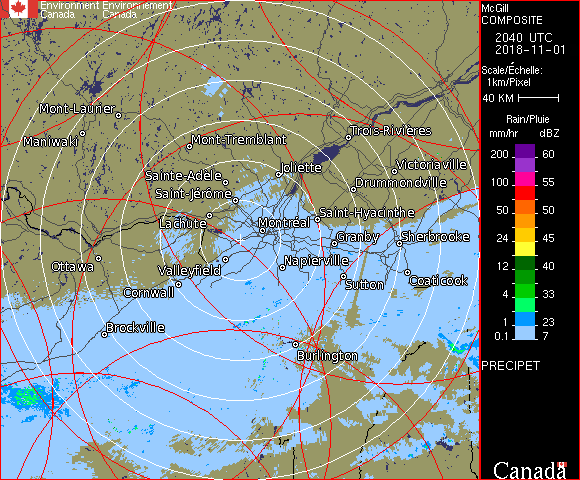 Environment Environnement
Canada Canada
McGill
COMPOSITE
2040 UTC
2018-11-01
Scale/Échelle:
1km/Pixel
40 KM
Rain/Pluie
mm/hr dBZ
200 60
150 57
100 55
50 50
24 45
12 40
4 33
1 23
0.1 7
PRECIPET
Canada
Mont-Laurier
Maniwaki
Mont-Tremblant
Trois-Rivières
Joliette
Victoriaville
Sainte-Adèle
Drummondville
Saint-Jérôme
Saint-Hyacinthe
Lachute
Montréal
Granby
Sherbrooke
Ottawa
Valleyfield
Napierville
Sutton
Coaticook
Cornwall
Brockville
Burlington